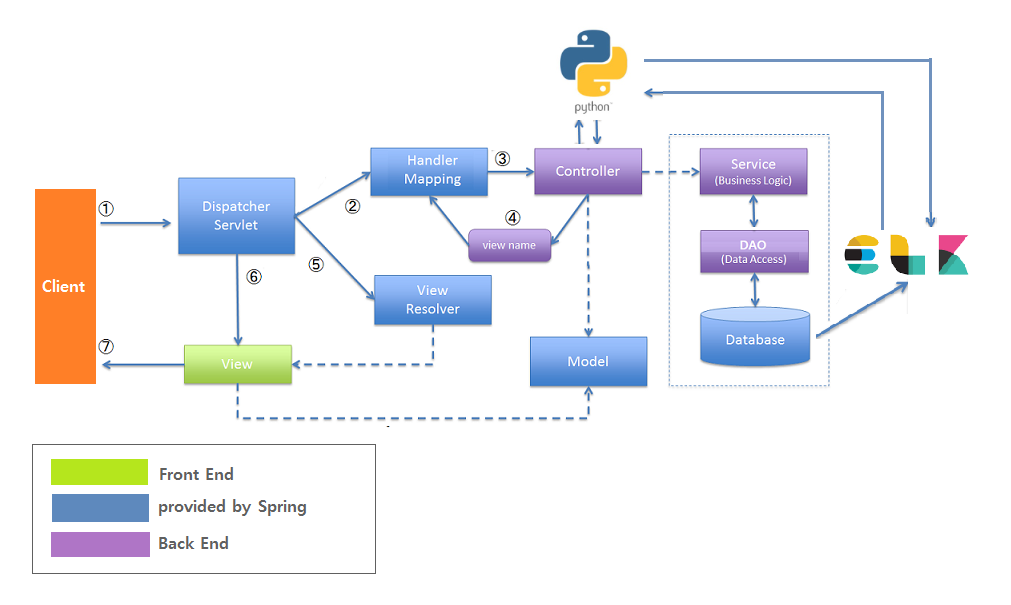 python
Handler
Mapping
③
Controller
Service
(Business Logic)
①
Dispatcher
Servlet
②
④
view name
DAO
(Data Access)
⑥
⑤
Client
View
Resolver
Database
⑦
View
Model
Front End
provided by Spring
Back End